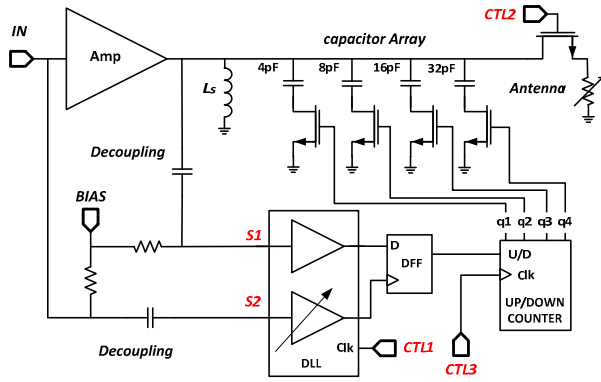 IN
Amp
Ls
capacitor Array
4pF 8pF 16pF 32pF
CTL2
Antenna
Decoupling
BIAS
S1
S2
Decoupling
DLL
Clk
CTL1
D
DFF
q1 q2 q3 q4
U/D
Clk
UP/DOWN
COUNTER
CTL3